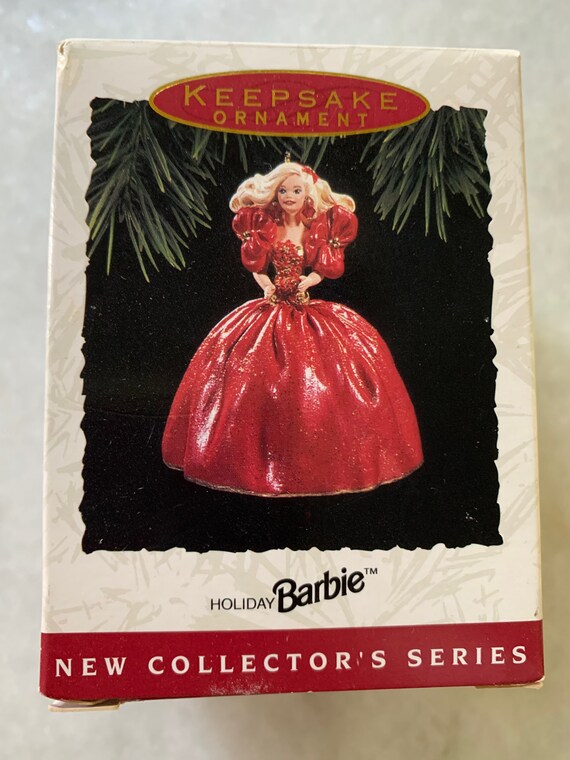 KEEPSAKE
ORNAMENT
HOLIDAY Barbie™
NEW COLLECTOR'S SERIES